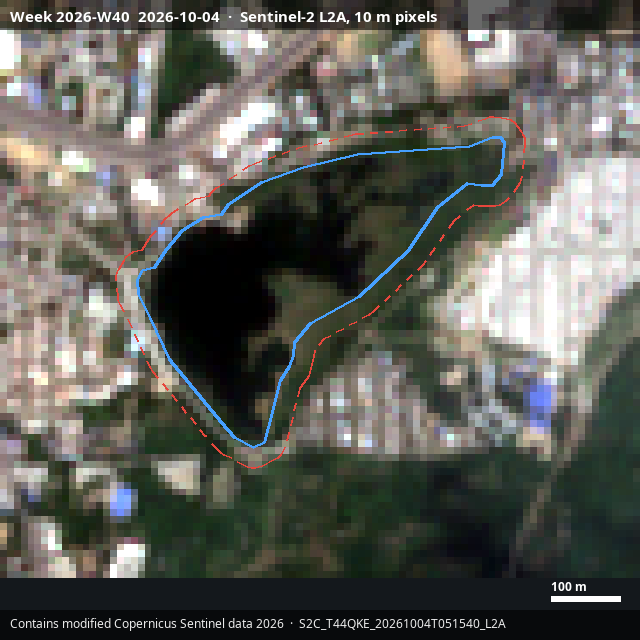 Week 2026-W40  2026-10-04  ·  Sentinel-2 L2A, 10 m pixels
100 m
Contains modified Copernicus Sentinel data 2026  ·  S2C_T44QKE_20261004T051540_L2A